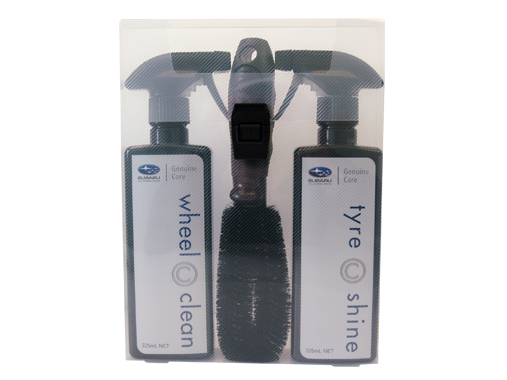 SUBARU
Genuine
Care
wheel © clean
325mL NET
SUBARU
Genuine
Care
tyre © shine
325mL NET